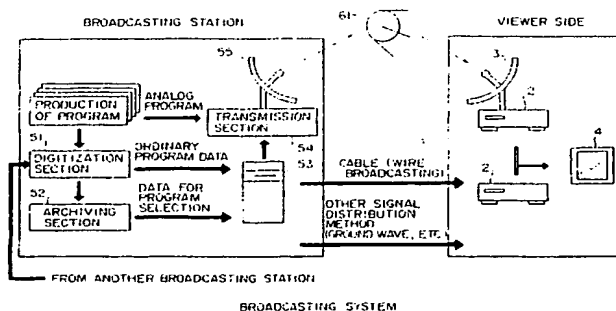 BROADCASTING STATION
61
VIEWER SIDE
55
3
2
4
PRODUCTION
OF PROGRAM
ANALOG
PROGRAM
TRANSMISSION
SECTION
51
DIGITIZATION
SECTION
ORDINARY
PROGRAM DATA
54
53
CABLE (WIRE
BROADCASTING)
2
52
ARCHIVING
SECTION
DATA FOR
PROGRAM
SELECTION
OTHER SIGNAL
DISTRIBUTION
METHOD
(GROUND WAVE, ETC.)
FROM ANOTHER BROADCASTING STATION
BROADCASTING SYSTEM